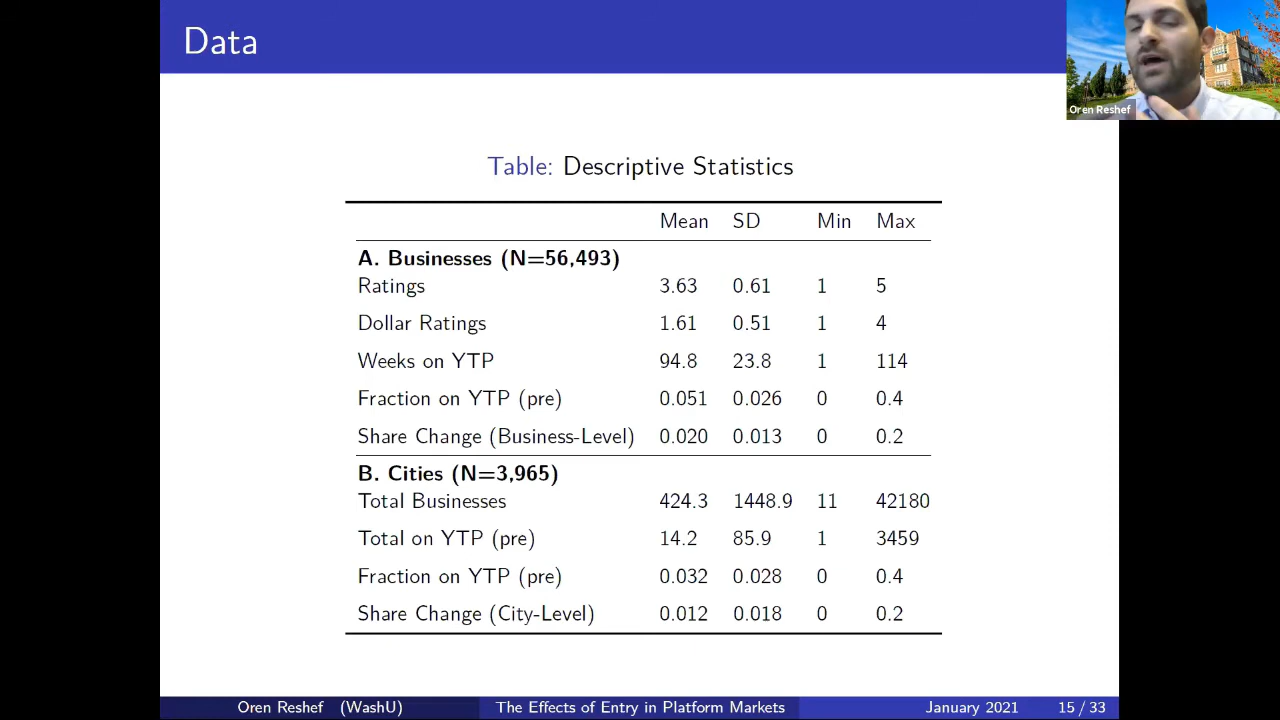 Data
Oren Reshef
Table: Descriptive Statistics
Mean SD Min Max
A. Businesses (N=56,493)
Ratings 3.63 0.61 1 5
Dollar Ratings 1.61 0.51 1 4
Weeks on YTP 94.8 23.8 1 114
Fraction on YTP (pre) 0.051 0.026 0 0.4
Share Change (Business-Level) 0.020 0.013 0 0.2
B. Cities (N=3,965)
Total Businesses 424.3 1448.9 11 42180
Total on YTP (pre) 14.2 85.9 1 3459
Fraction on YTP (pre) 0.032 0.028 0 0.4
Share Change (City-Level) 0.012 0.018 0 0.2
Oren Reshef (WashU) The Effects of Entry in Platform Markets January 2021 15 / 33